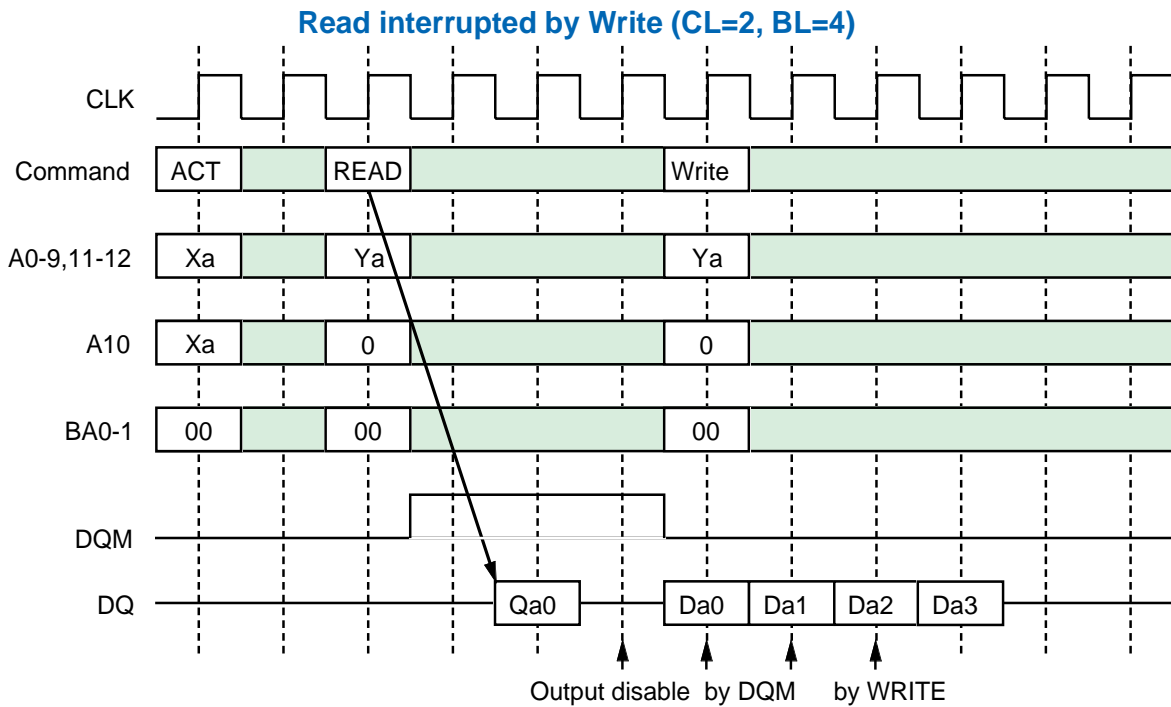 Read interrupted by Write (CL=2, BL=4)
CLK
Command ACT READ Write
A0-9,11-12 Xa Ya Ya
A10 Xa 0 0
BA0-1 00 00 00
DQM
DQ Qa0 Da0 Da1 Da2 Da3
Output disable by DQM by WRITE